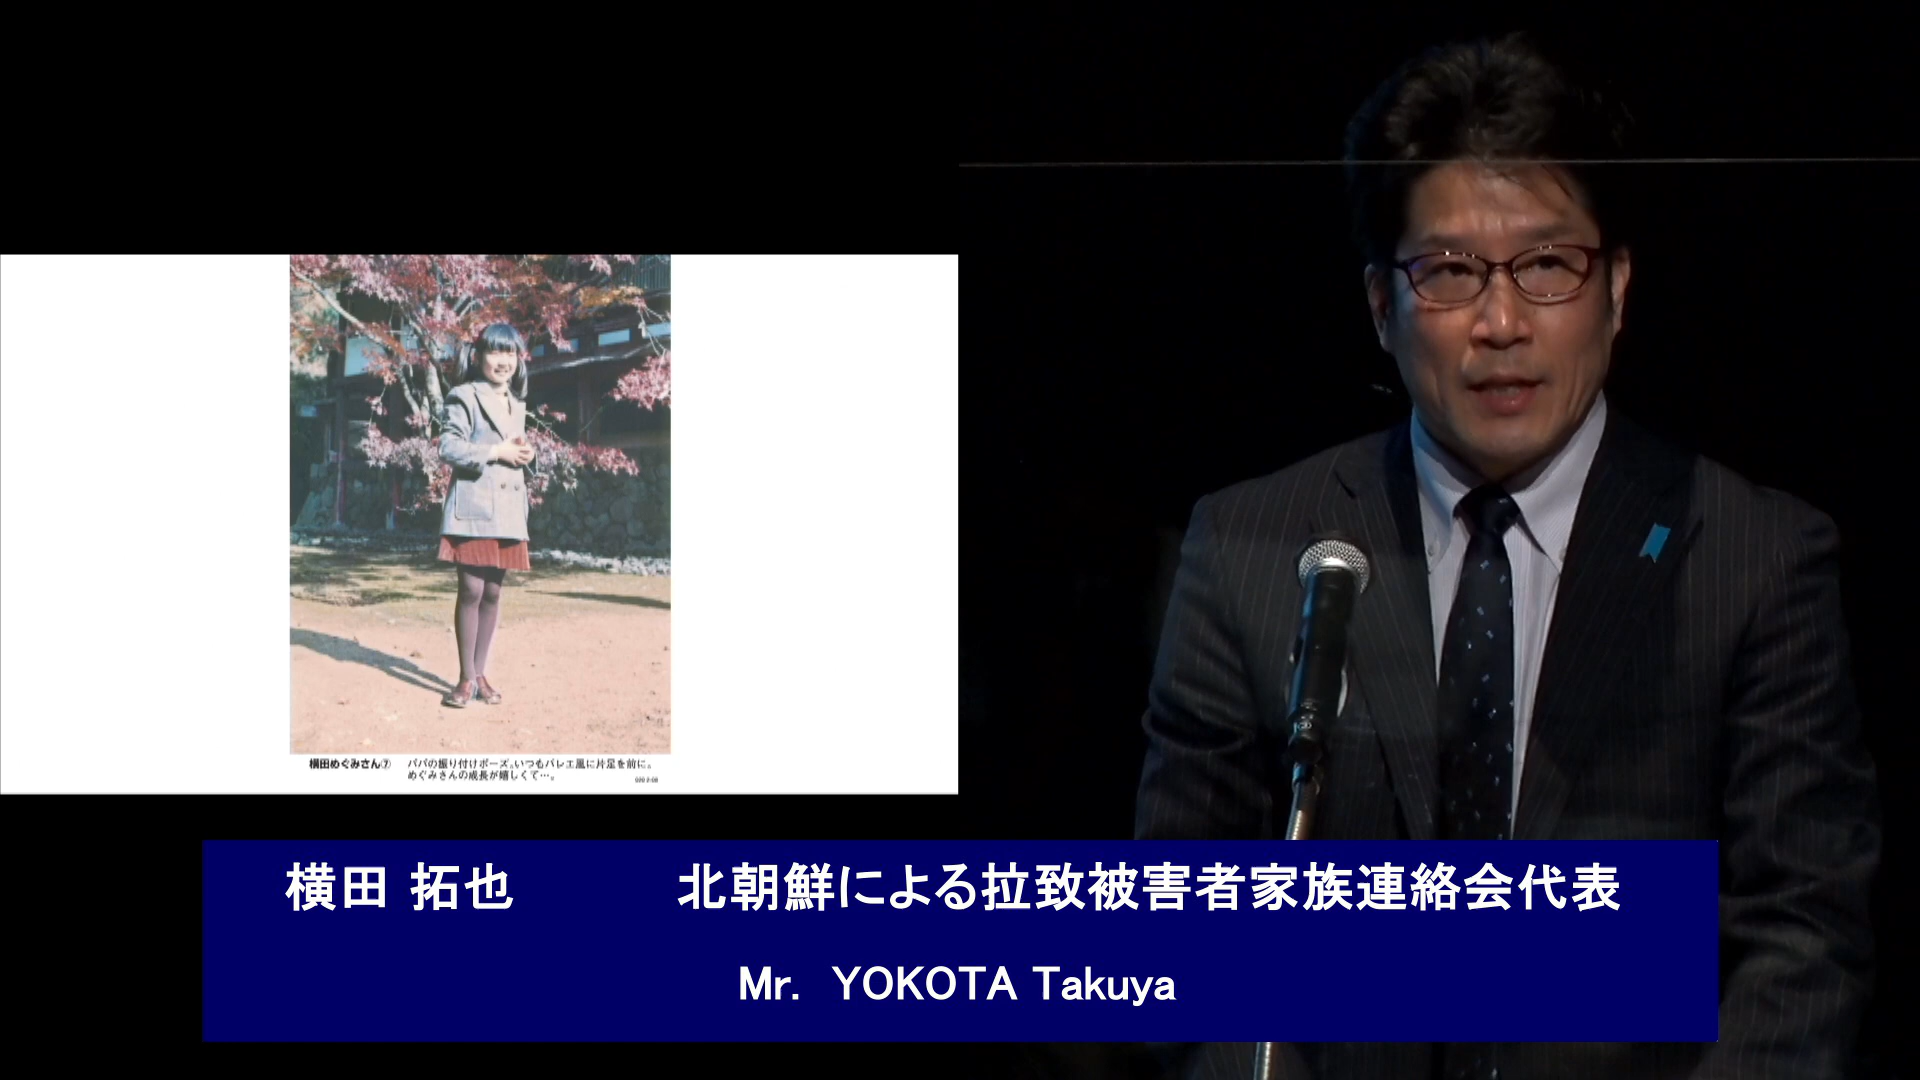 横田めぐみさん⑦
パパの振り付けポーズ。いつもバレエ風に片足を前に。
めぐみさんの成長が嬉しくて…。
横田 拓也 北朝鮮による拉致被害者家族連絡会代表
Mr. YOKOTA Takuya